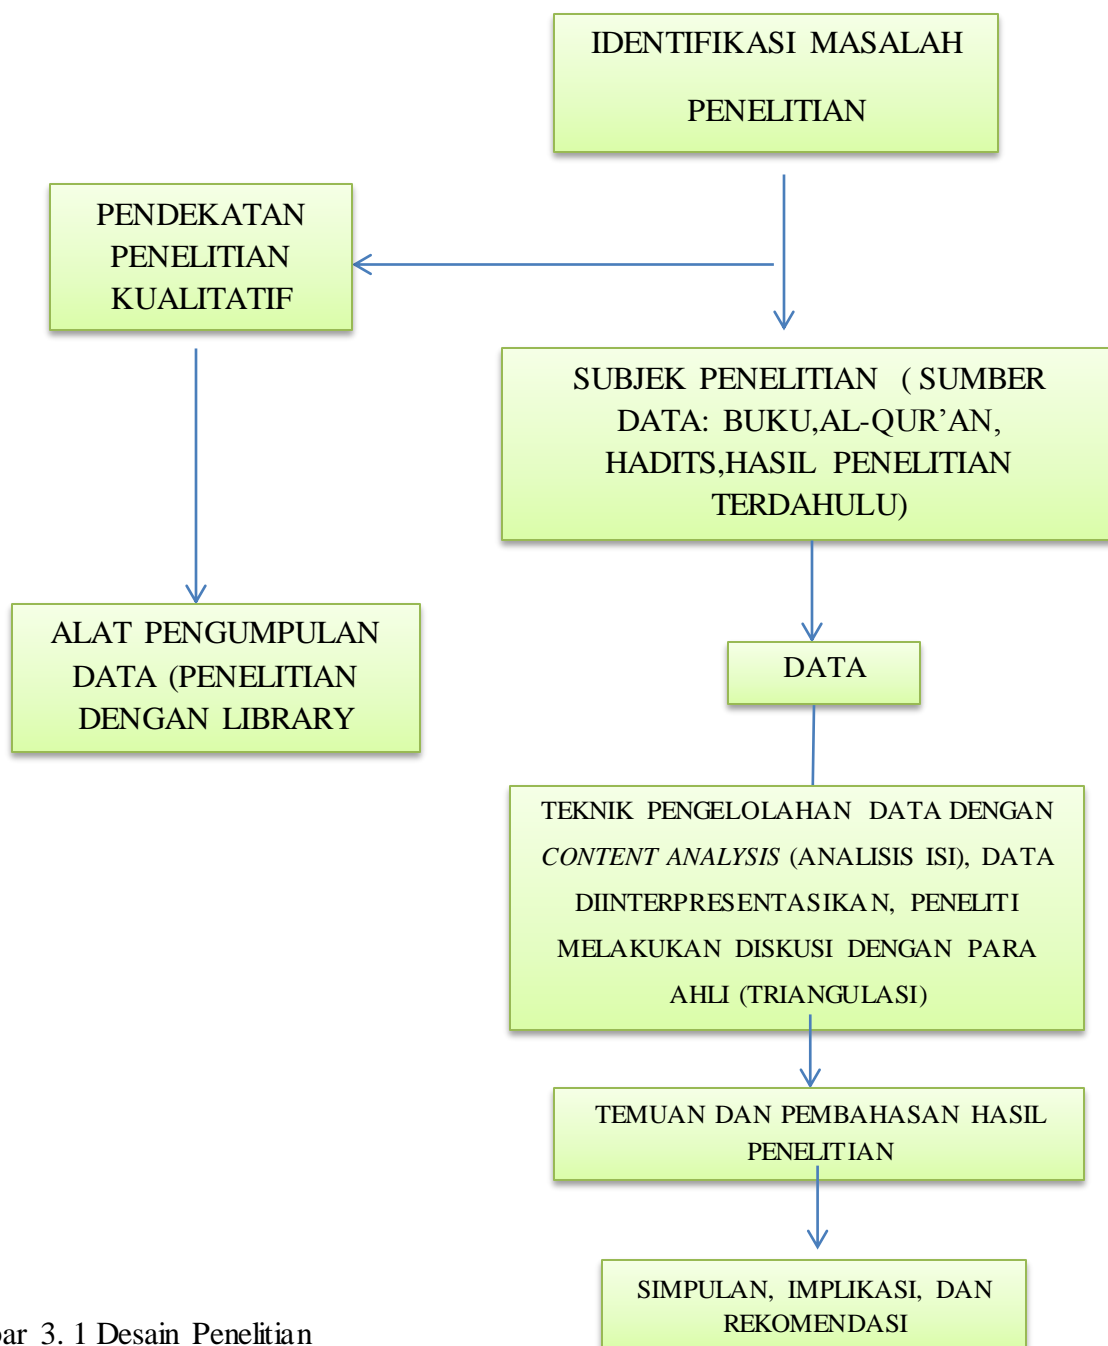 IDENTIFIKASI MASALAH
PENELITIAN
PENDEKATAN
PENELITIAN
KUALITATIF
SUBJEK PENELITIAN ( SUMBER
DATA: BUKU,AL-QUR’AN,
HADITS,HASIL PENELITIAN
TERDAHULU)
ALAT PENGUMPULAN
DATA (PENELITIAN
DENGAN LIBRARY
DATA
TEKNIK PENGELOLAHAN DATA DENGAN
CONTENT ANALYSIS (ANALISIS ISI), DATA
DIINTERPRESENTASIKAN, PENELITI
MELAKUKAN DISKUSI DENGAN PARA
AHLI (TRIANGULASI)
TEMUAN DAN PEMBAHASAN HASIL
PENELITIAN
SIMPULAN, IMPLIKASI, DAN
REKOMENDASI
3. 1 Desain Penelitian